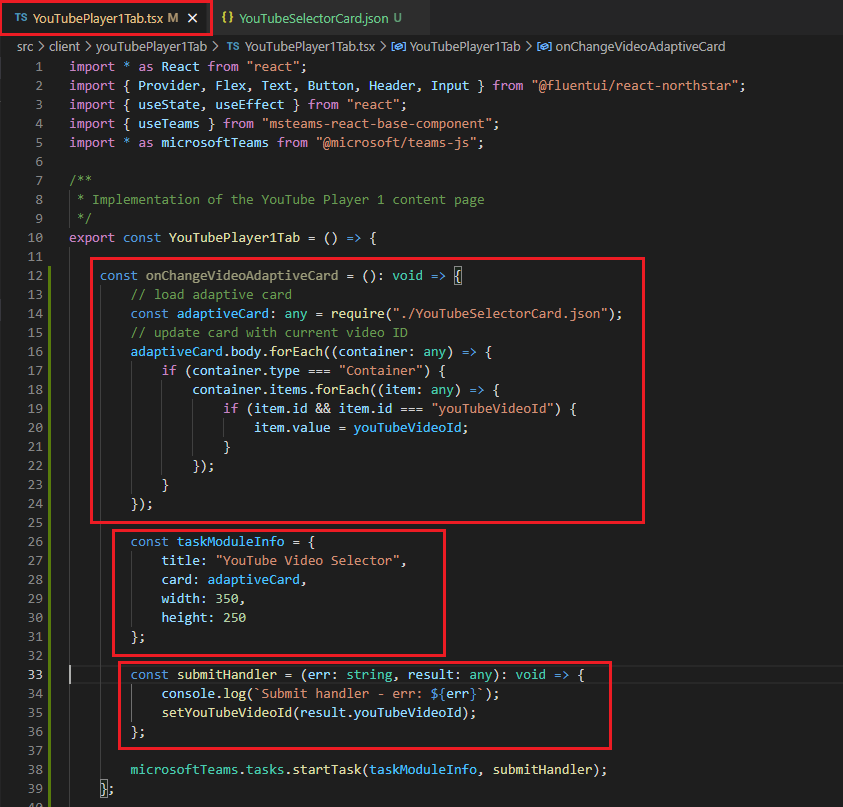 TS YouTubePlayer1Tab.tsx M × {} YouTubeSelectorCard.json U
src > client > youTubePlayer1Tab > TS YouTubePlayer1Tab.tsx > YouTubePlayer1Tab > onChangeVideoAdaptiveCard
1 import * as React from "react";
2 import { Provider, Flex, Text, Button, Header, Input } from "@fluentui/react-northstar";
3 import { useState, useEffect } from "react";
4 import { useTeams } from "msteams-react-base-component";
5 import * as microsoftTeams from "@microsoft/teams-js";
6
7 /**
8  * Implementation of the YouTube Player 1 content page
9  */
10 export const YouTubePlayer1Tab = () => {
11
12     const onChangeVideoAdaptiveCard = (): void => {
13         // load adaptive card
14         const adaptiveCard: any = require("./YouTubeSelectorCard.json");
15         // update card with current video ID
16         adaptiveCard.body.forEach((container: any) => {
17             if (container.type === "Container") {
18                 container.items.forEach((item: any) => {
19                     if (item.id && item.id === "youTubeVideoId") {
20                         item.value = youTubeVideoId;
21                     }
22                 });
23             }
24         });
25
26         const taskModuleInfo = {
27             title: "YouTube Video Selector",
28             card: adaptiveCard,
29             width: 350,
30             height: 250
31         };
32
33         const submitHandler = (err: string, result: any): void => {
34             console.log(`Submit handler - err: ${err}`);
35             setYouTubeVideoId(result.youTubeVideoId);
36         };
37
38         microsoftTeams.tasks.startTask(taskModuleInfo, submitHandler);
39     };